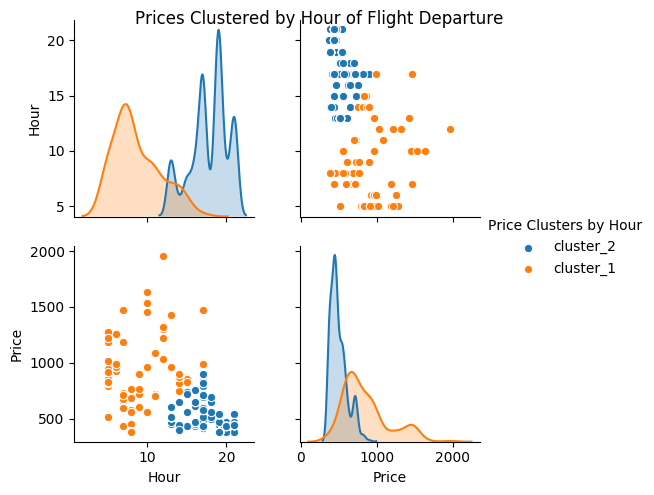 Prices Clustered by Hour of Flight Departure
20
15
10
5
Hour
Price Clusters by Hour
cluster_2
cluster_1
2000
1500
1000
500
Price
10 20
Hour
0 1000 2000
Price